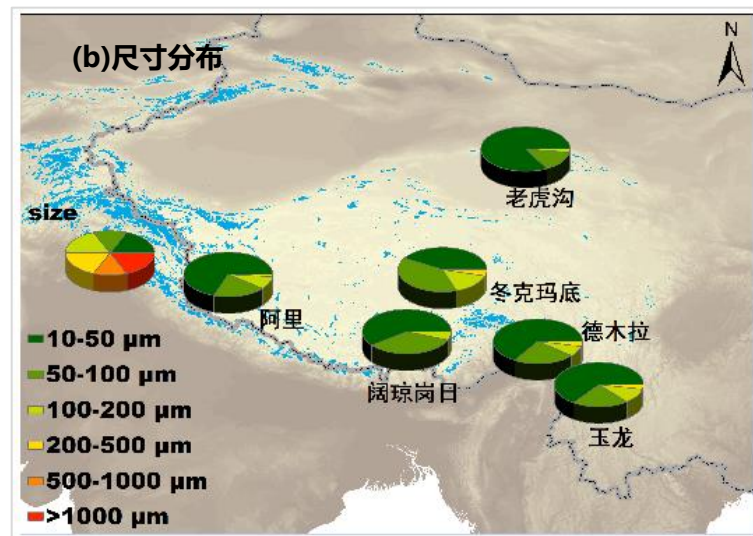 (b)尺寸分布
N
老虎沟
size
冬克玛底
阿里
德木拉
阔琼岗日
玉龙
10-50 μm
50-100 μm
100-200 μm
200-500 μm
500-1000 μm
>1000 μm